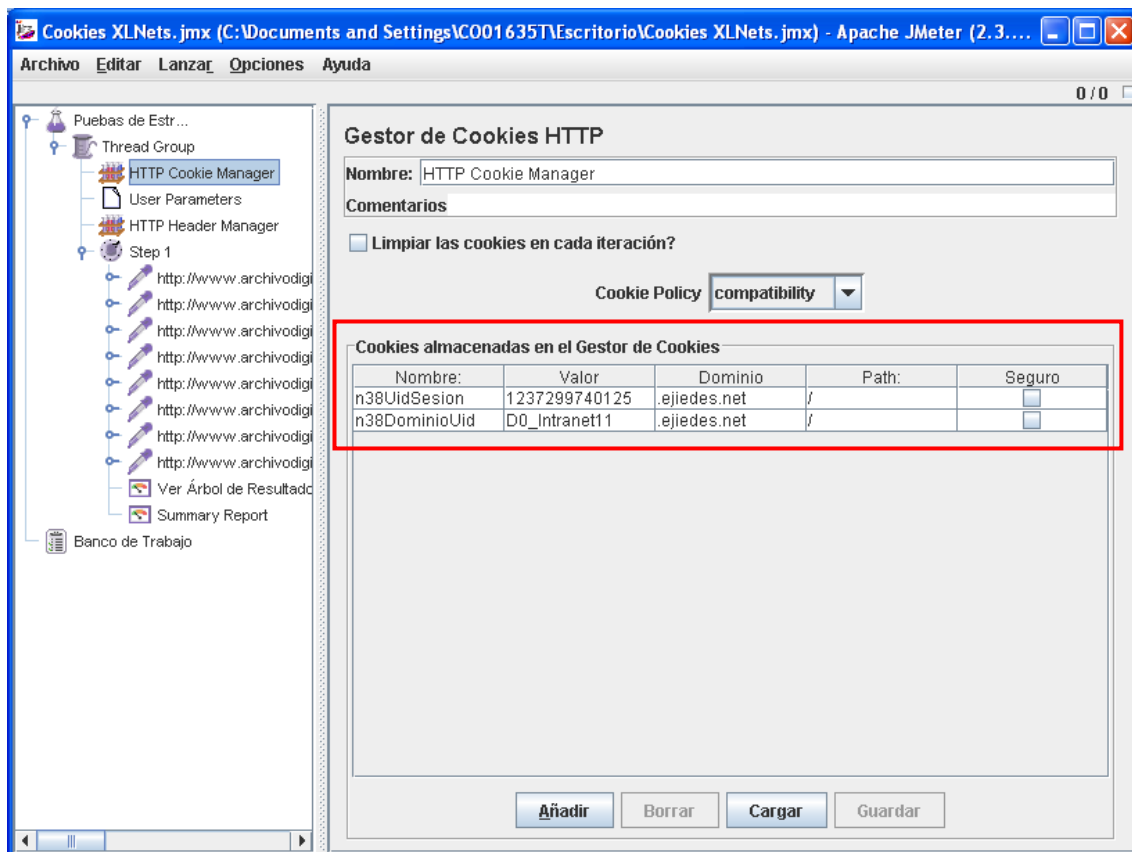 Cookies XLNets.jmx (C:\Documents and Settings\CO01635T\Escritorio\Cookies XLNets.jmx) - Apache JMeter (2.3....
Archivo Editar Lanzar Opciones Ayuda
0 / 0
Puebas de Estr...
Thread Group
HTTP Cookie Manager
User Parameters
HTTP Header Manager
Step 1
http://www.archivodigi
http://www.archivodigi
http://www.archivodigi
http://www.archivodigi
http://www.archivodigi
http://www.archivodigi
http://www.archivodigi
http://www.archivodigi
Ver Árbol de Resultado
Summary Report
Banco de Trabajo
Gestor de Cookies HTTP
Nombre: HTTP Cookie Manager
Comentarios
Limpiar las cookies en cada iteración?
Cookie Policy compatibility
Cookies almacenadas en el Gestor de Cookies
Nombre: Valor Dominio Path: Seguro
n38UidSesion 1237299740125 .ejiedes.net /
n38DominioUid D0_Intranet11 .ejiedes.net /
Añadir Borrar Cargar Guardar